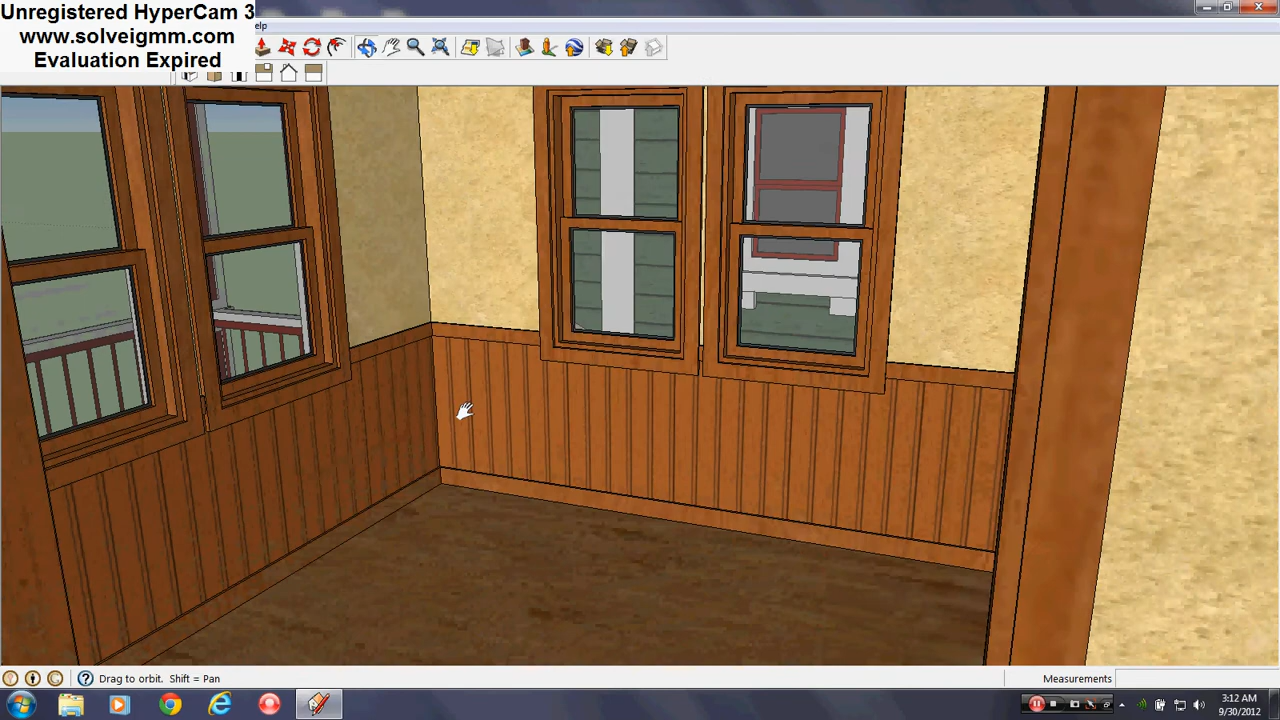 Unregistered HyperCam 3
www.solveigmm.com
Evaluation Expired
elp
Drag to orbit. Shift = Pan
Measurements
3:12 AM
9/30/2012